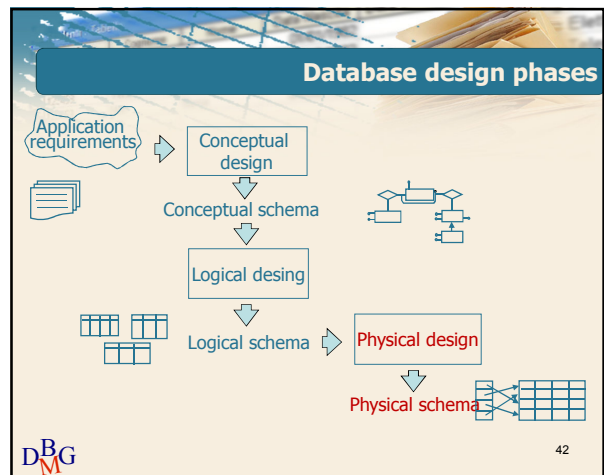 Database design phases
Application
requirements
Conceptual
design
Conceptual schema
Logical desing
Logical schema
Physical design
Physical schema
DBMG
42